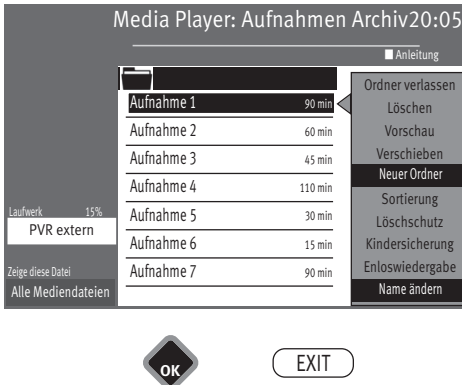 Media Player: Aufnahmen Archiv20:05
Anleitung
Aufnahme 1 90 min
Aufnahme 2 60 min
Aufnahme 3 45 min
Aufnahme 4 110 min
Aufnahme 5 30 min
Aufnahme 6 15 min
Aufnahme 7 90 min
Laufwerk 15%
PVR extern
Zeige diese Datei
Alle Mediendateien
Ordner verlassen
Löschen
Vorschau
Verschieben
Neuer Ordner
Sortierung
Löschschutz
Kindersicherung
Enloswiedergabe
Name ändern
OK
EXIT